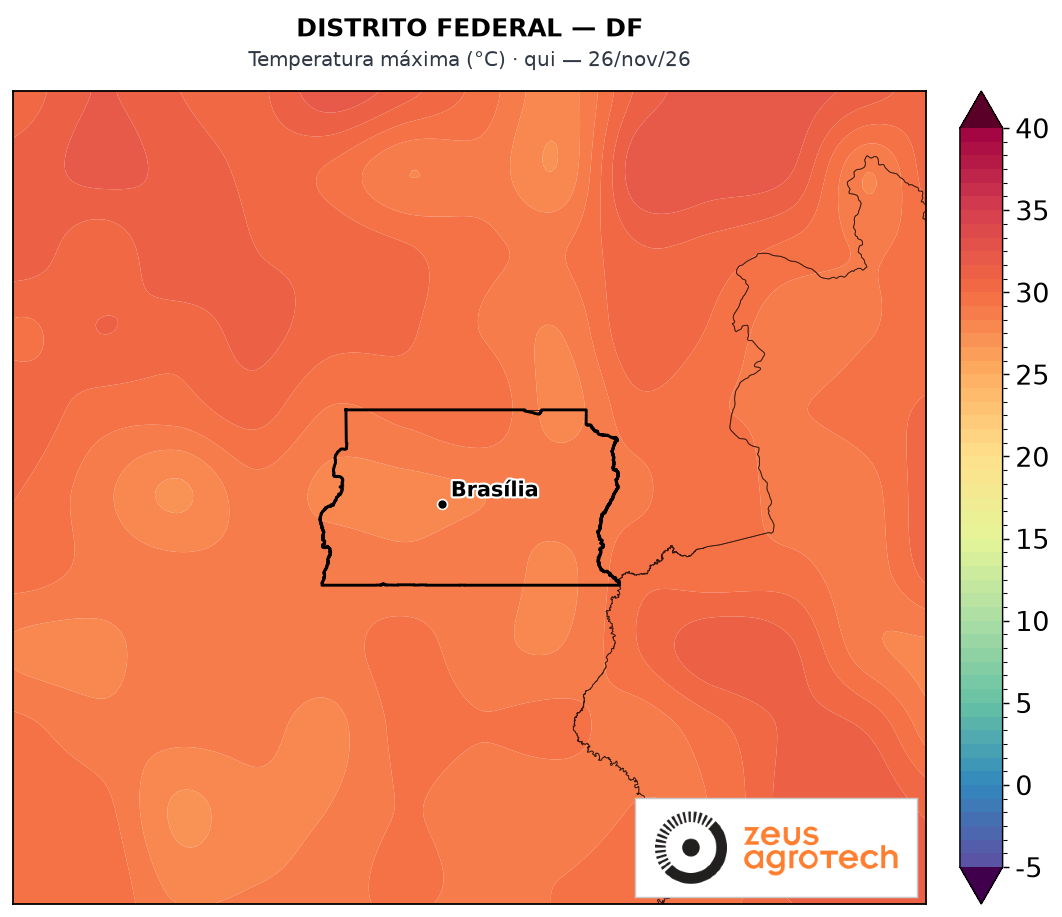 DISTRITO FEDERAL — DF
Temperatura máxima (°C) · qui — 26/nov/26
Brasília
40
35
30
25
20
15
10
5
0
-5
zeus
agrotech